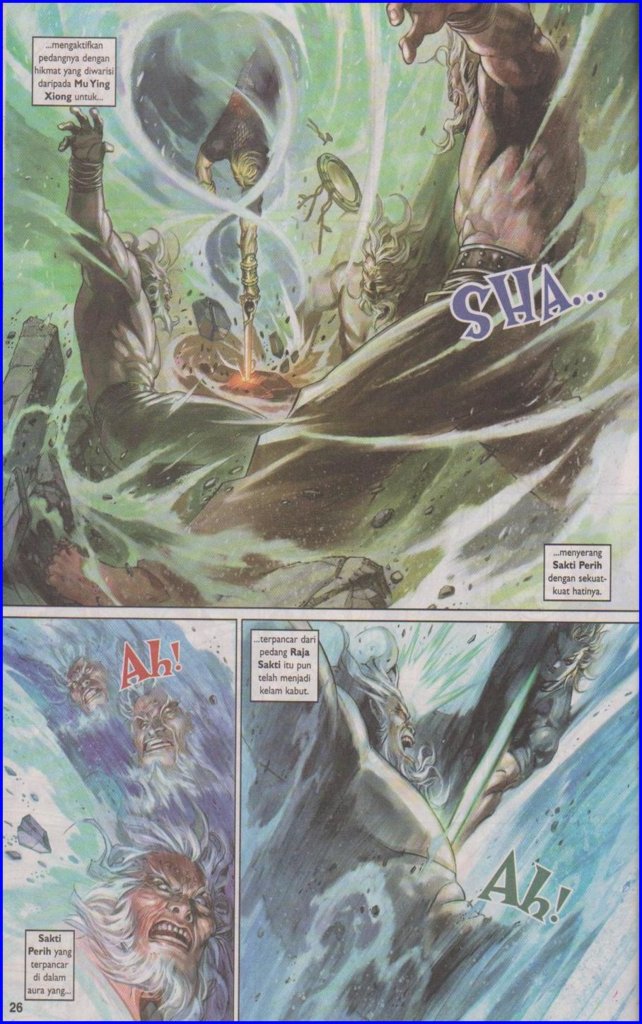 ...mengaktifkan
pedangnya dengan
hikmat yang diwarisi
daripada Mu Ying
Xiong untuk...
SHA...
...menyerang
Sakti Perih
dengan sekuat-
kuat hatinya.
Ah!
Sakti
Perih yang
terpancar
di dalam
aura yang...
...terpancar dari
pedang Raja
Sakti itu pun
telah menjadi
kelam kabut.
Ah!
26